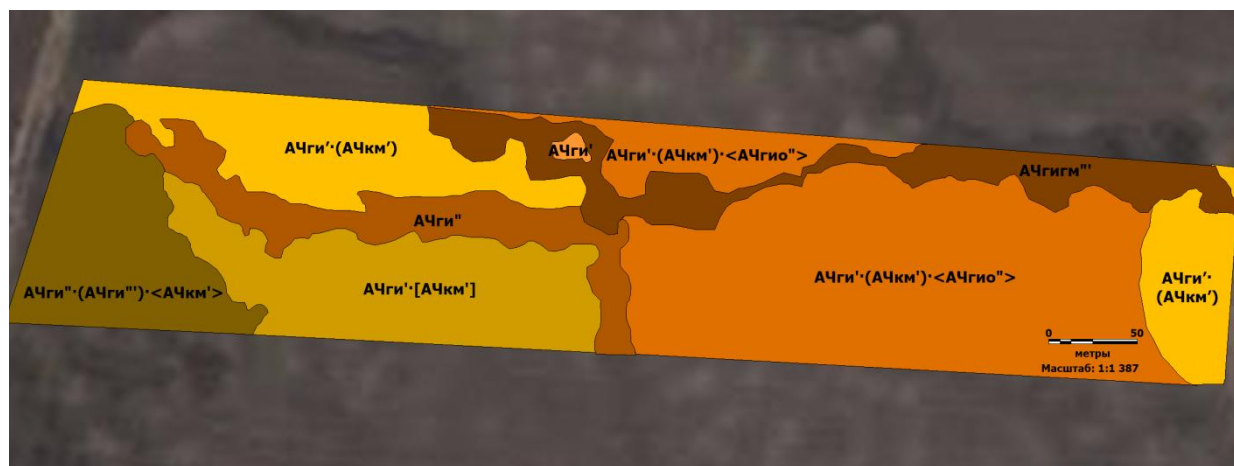 АЧги′·(АЧкм′)
АЧги'
АЧги'·(АЧкм')·<АЧгио">
АЧгигм"'
АЧги"
АЧги"·(АЧги"')·<АЧкм'>
АЧги'·[АЧкм']
АЧги'·(АЧкм')·<АЧгио">
АЧги′·
(АЧкм′)
0 50
метры
Масштаб: 1:1 387